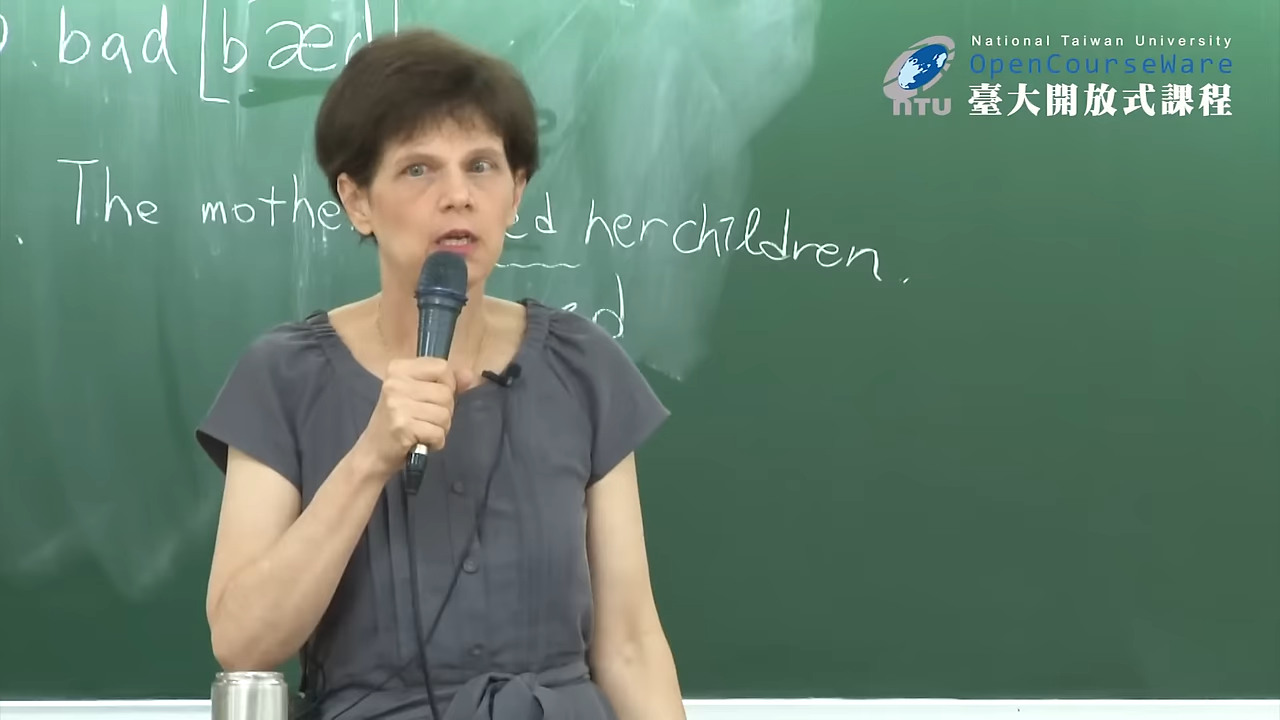 bad [bæd
The mothe ed her children.
ed
National Taiwan University
OpenCourseWare
NTU 臺大開放式課程